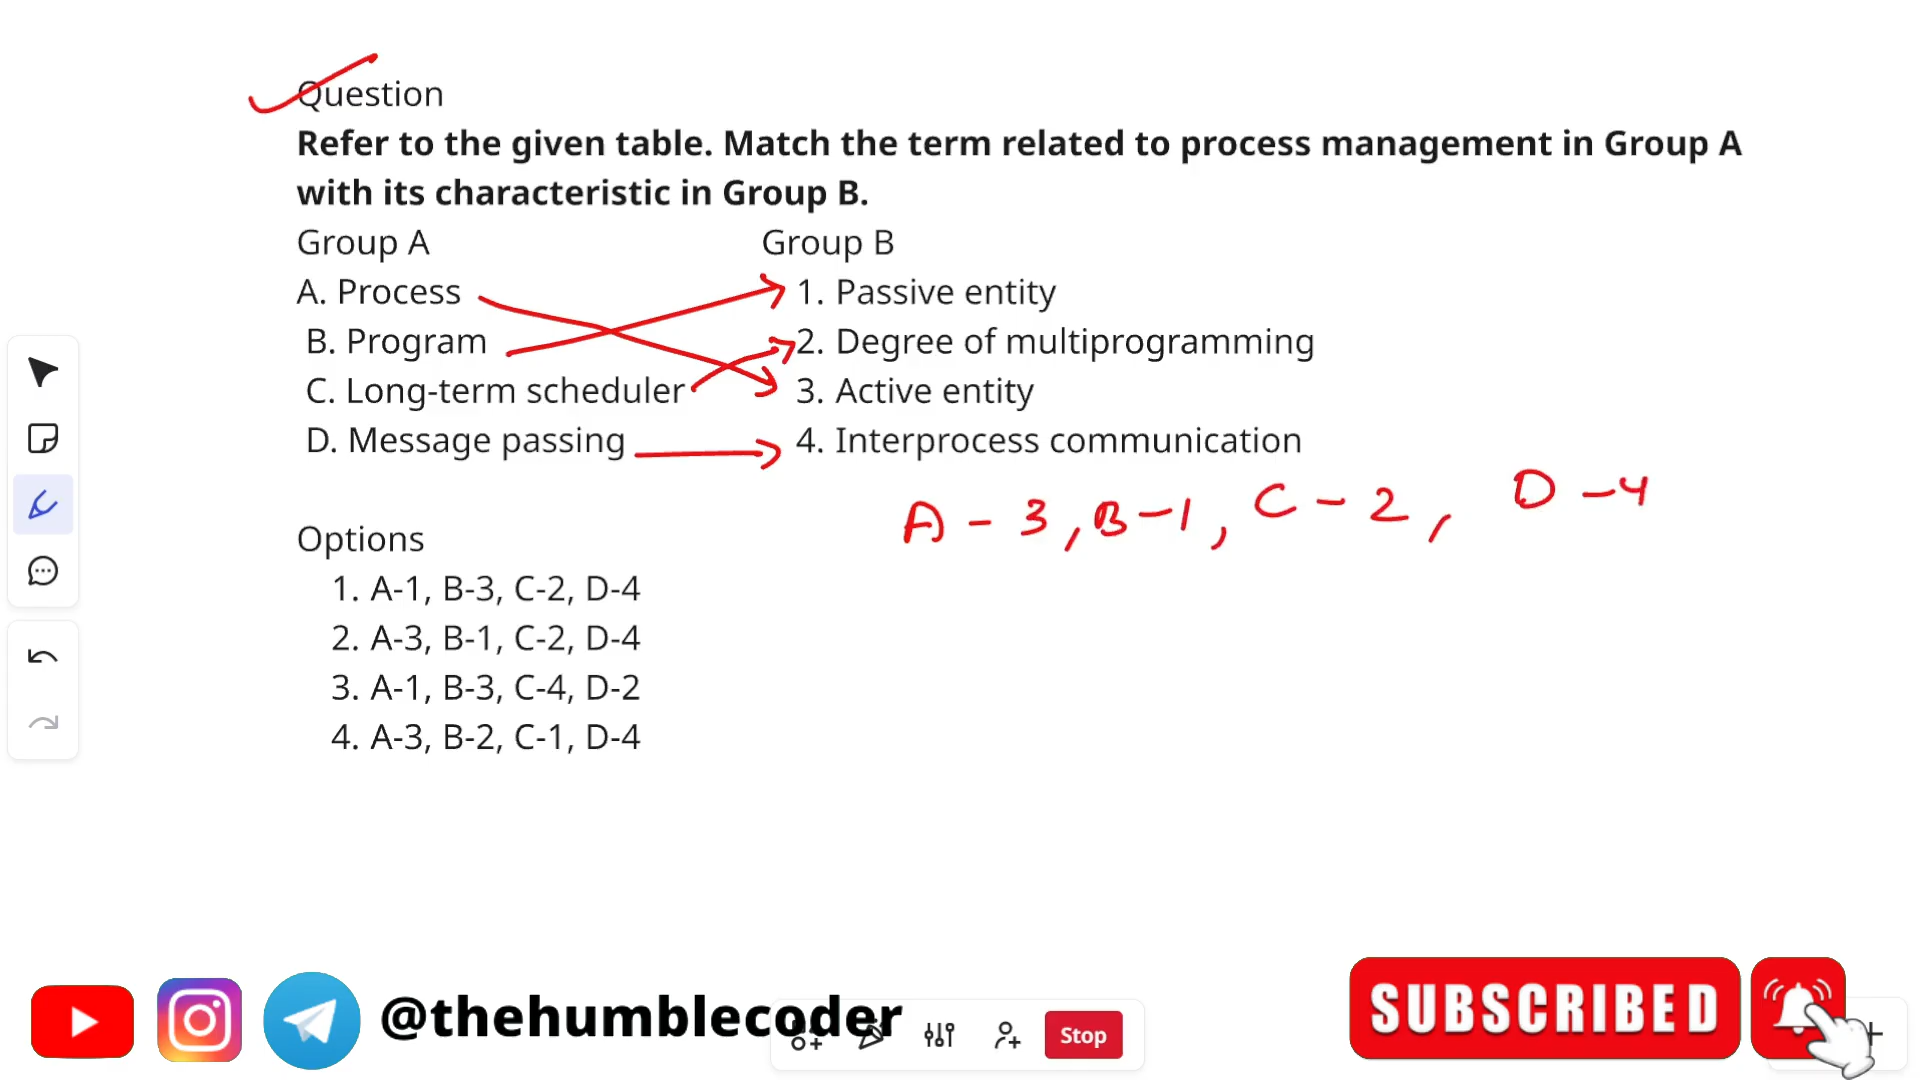 Question
Refer to the given table. Match the term related to process management in Group A
with its characteristic in Group B.
Group A Group B
A. Process 1. Passive entity
B. Program 2. Degree of multiprogramming
C. Long-term scheduler 3. Active entity
D. Message passing 4. Interprocess communication
A - 3, B - 1, C - 2, D - 4
Options
1. A-1, B-3, C-2, D-4
2. A-3, B-1, C-2, D-4
3. A-1, B-3, C-4, D-2
4. A-3, B-2, C-1, D-4
@thehumblecoder
Stop
SUBSCRIBED